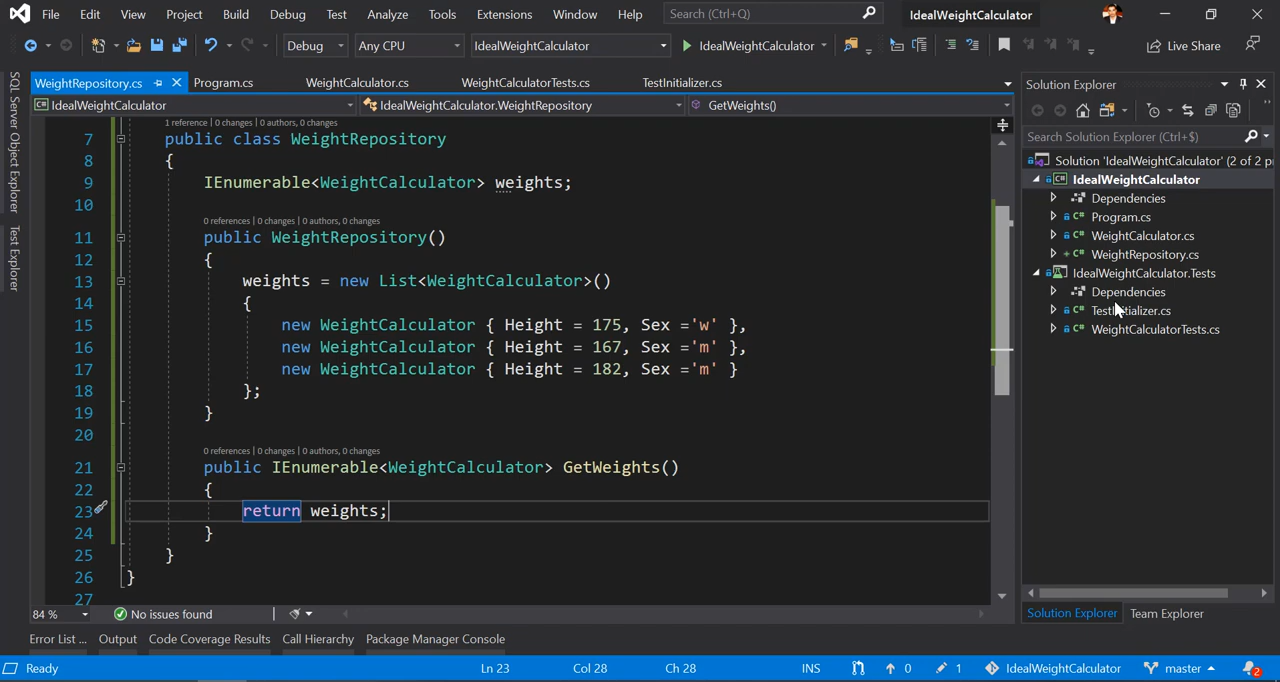 File Edit View Project Build Debug Test Analyze Tools Extensions Window Help Search (Ctrl+Q) IdealWeightCalculator
Debug Any CPU IdealWeightCalculator IdealWeightCalculator Live Share
SQL Server Object Explorer
Test Explorer
WeightRepository.cs Program.cs WeightCalculator.cs WeightCalculatorTests.cs TestInitializer.cs
IdealWeightCalculator IdealWeightCalculator.WeightRepository GetWeights()
1 reference | 0 changes | 0 authors, 0 changes
7 public class WeightRepository
8 {
9 IEnumerable<WeightCalculator> weights;
10
0 references | 0 changes | 0 authors, 0 changes
11 public WeightRepository()
12 {
13 weights = new List<WeightCalculator>()
14 {
15 new WeightCalculator { Height = 175, Sex ='w' },
16 new WeightCalculator { Height = 167, Sex ='m' },
17 new WeightCalculator { Height = 182, Sex ='m' }
18 };
19 }
20
0 references | 0 changes | 0 authors, 0 changes
21 public IEnumerable<WeightCalculator> GetWeights()
22 {
23 return weights;
24 }
25 }
26 }
27
84 % No issues found
Solution Explorer
Search Solution Explorer (Ctrl+$)
Solution 'IdealWeightCalculator' (2 of 2 p
C# IdealWeightCalculator
Dependencies
C# Program.cs
C# WeightCalculator.cs
C# WeightRepository.cs
IdealWeightCalculator.Tests
Dependencies
C# TestInitializer.cs
C# WeightCalculatorTests.cs
Solution Explorer Team Explorer
Error List ... Output Code Coverage Results Call Hierarchy Package Manager Console
Ready Ln 23 Col 28 Ch 28 INS 0 1 IdealWeightCalculator master 2